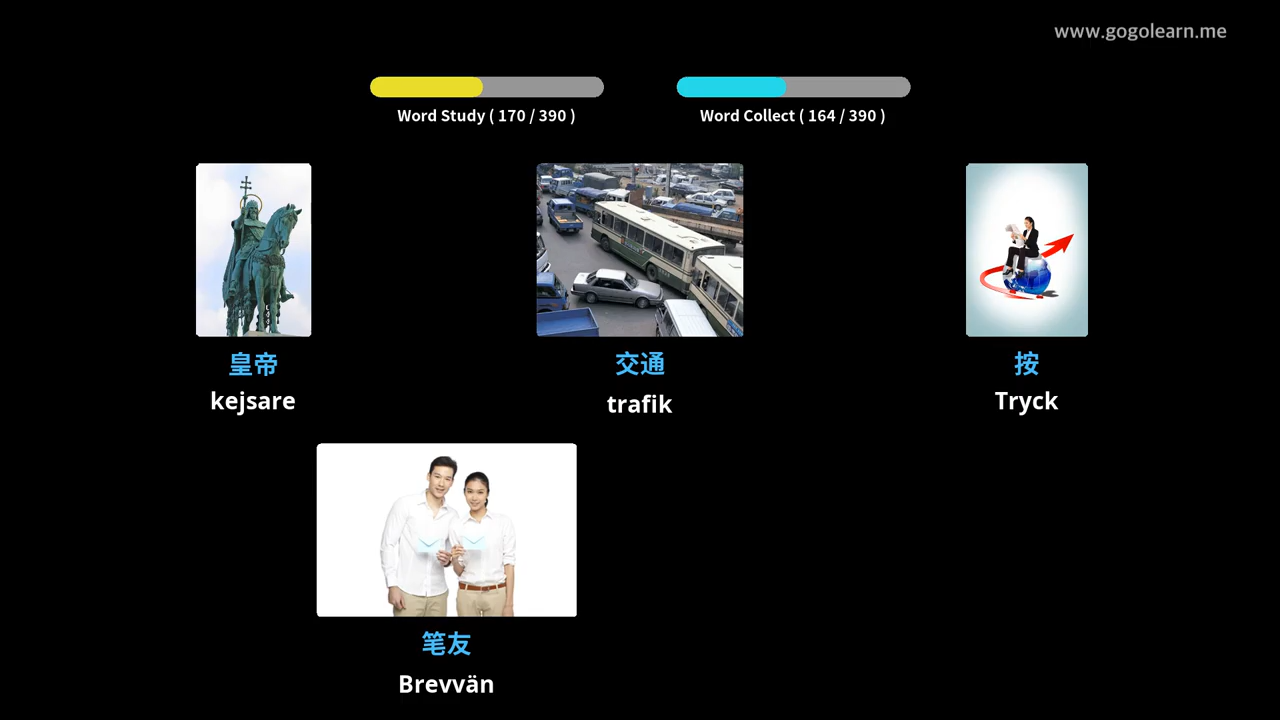 www.gogolearn.me
Word Study ( 170 / 390 )
Word Collect ( 164 / 390 )
皇帝
kejsare
交通
trafik
按
Tryck
笔友
Brevvän